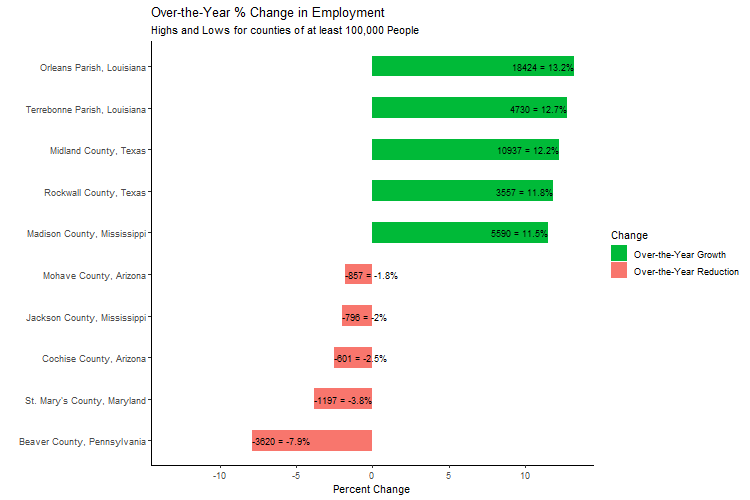 Over-the-Year % Change in Employment
Highs and Lows for counties of at least 100,000 People
Orleans Parish, Louisiana
18424 = 13.2%
Terrebonne Parish, Louisiana
4730 = 12.7%
Midland County, Texas
10937 = 12.2%
Rockwall County, Texas
3557 = 11.8%
Madison County, Mississippi
5590 = 11.5%
Mohave County, Arizona
-857 = -1.8%
Jackson County, Mississippi
-796 = -2%
Cochise County, Arizona
-601 = -2.5%
St. Mary's County, Maryland
-1197 = -3.8%
Beaver County, Pennsylvania
-3620 = -7.9%
-10 -5 0 5 10
Percent Change
Change
Over-the-Year Growth
Over-the-Year Reduction